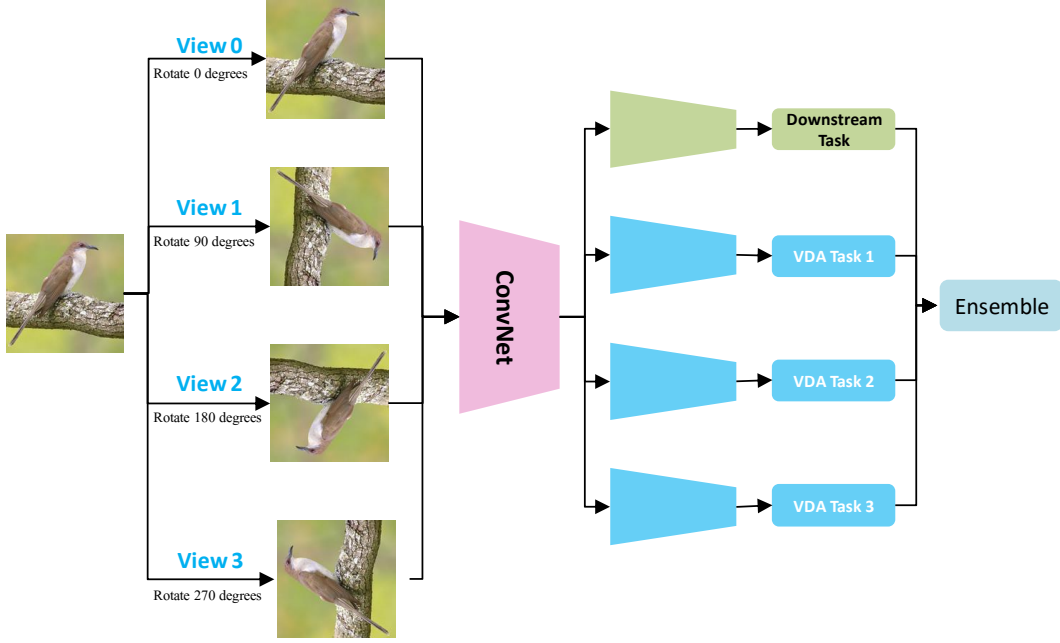 View 0
Rotate 0 degrees
View 1
Rotate 90 degrees
View 2
Rotate 180 degrees
View 3
Rotate 270 degrees
ConvNet
Downstream
Task
VDA Task 1
VDA Task 2
VDA Task 3
Ensemble